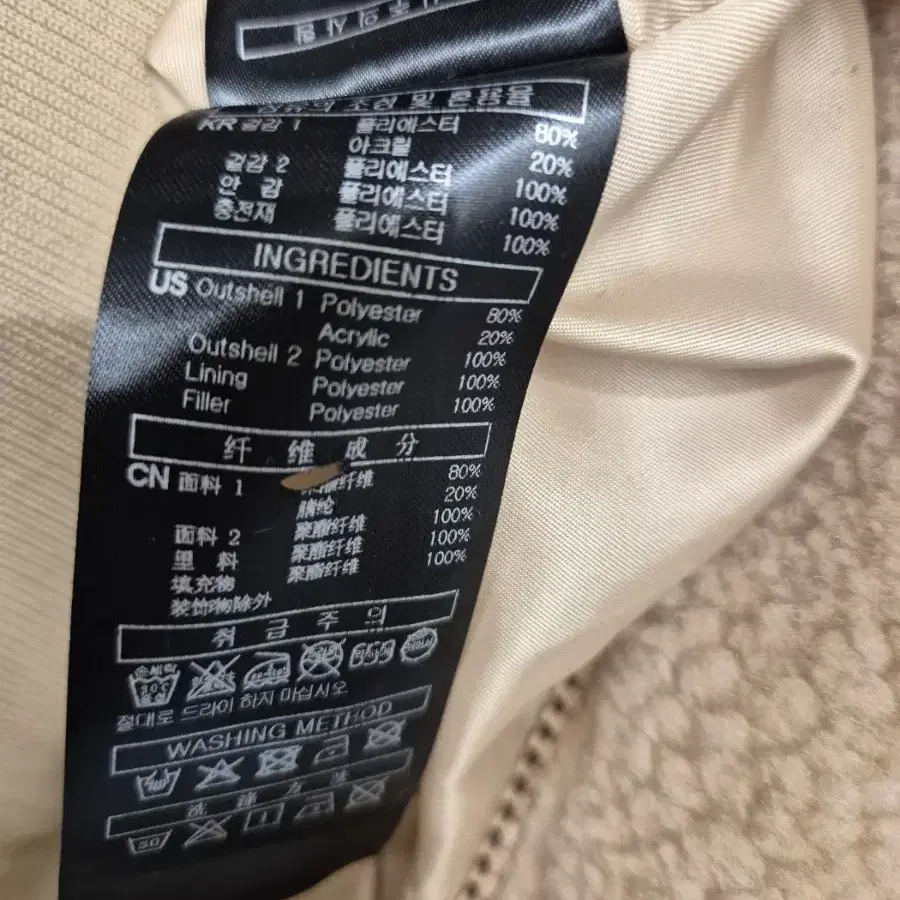 조성 및 혼용율
KR 겉감 1 폴리에스터 80%
아크릴 20%
겉감 2 폴리에스터 100%
안 감 폴리에스터 100%
충전재 폴리에스터 100%
INGREDIENTS
US Outshell 1 Polyester 80%
Acrylic 20%
Outshell 2 Polyester 100%
Lining Polyester 100%
Filler Polyester 100%
纤 维 成 分
CN 面料 1 纤维 80%
腈纶 20%
面料 2 聚酯纤维 100%
里 料 聚酯纤维 100%
填充物 聚酯纤维 100%
装饰物除外
취 급 주 의
손세탁
절대로 드라이 하지 마십시오
WASHING METHOD